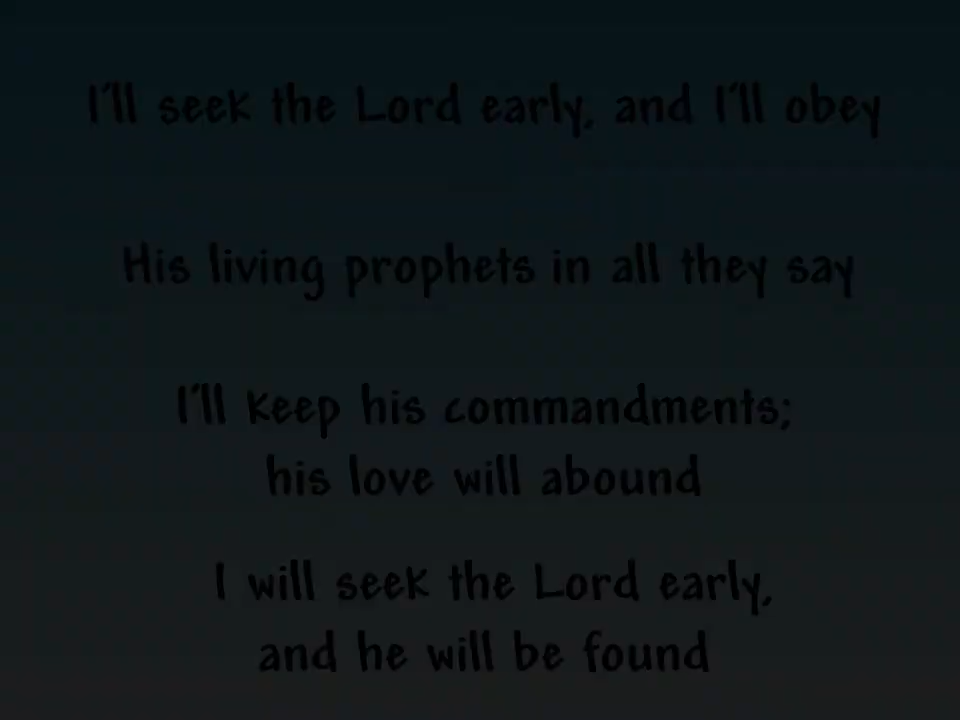 I'll seek the Lord early, and I'll obey
His living prophets in all they say
I'll keep his commandments;
his love will abound
I will seek the Lord early,
and he will be found